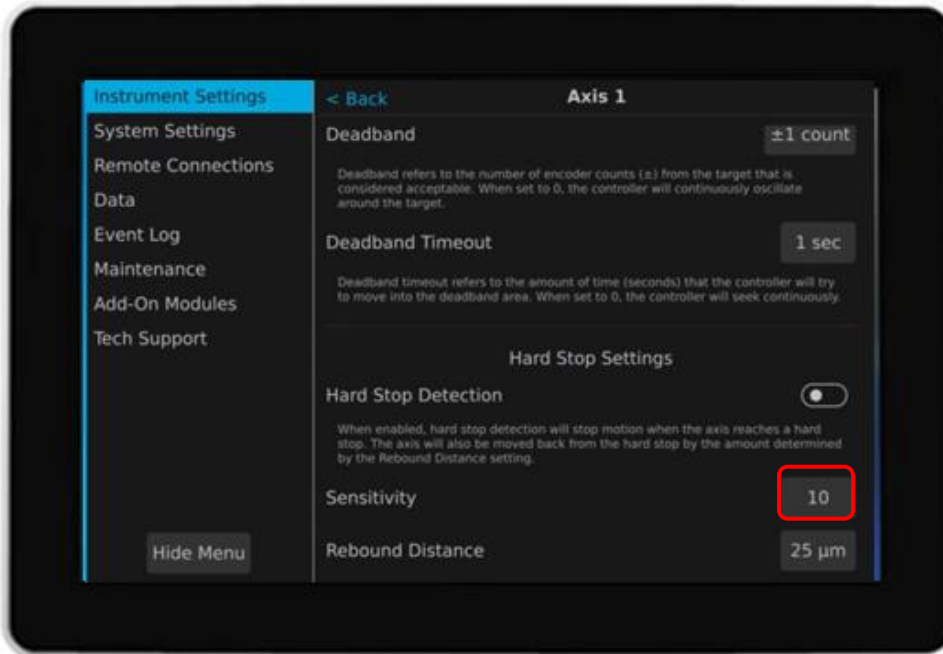 Instrument Settings
System Settings
Remote Connections
Data
Event Log
Maintenance
Add-On Modules
Tech Support
Hide Menu
< Back
Axis 1
Deadband
±1 count
Deadband refers to the number of encoder counts (±) from the target that is
considered acceptable. When set to 0, the controller will continuously oscillate
around the target.
Deadband Timeout
1 sec
Deadband timeout refers to the amount of time (seconds) that the controller will try
to move into the deadband area. When set to 0, the controller will seek continuously.
Hard Stop Settings
Hard Stop Detection
When enabled, hard stop detection will stop motion when the axis reaches a hard
stop. The axis will also be moved back from the hard stop by the amount determined
by the Rebound Distance setting.
Sensitivity
10
Rebound Distance
25 μm